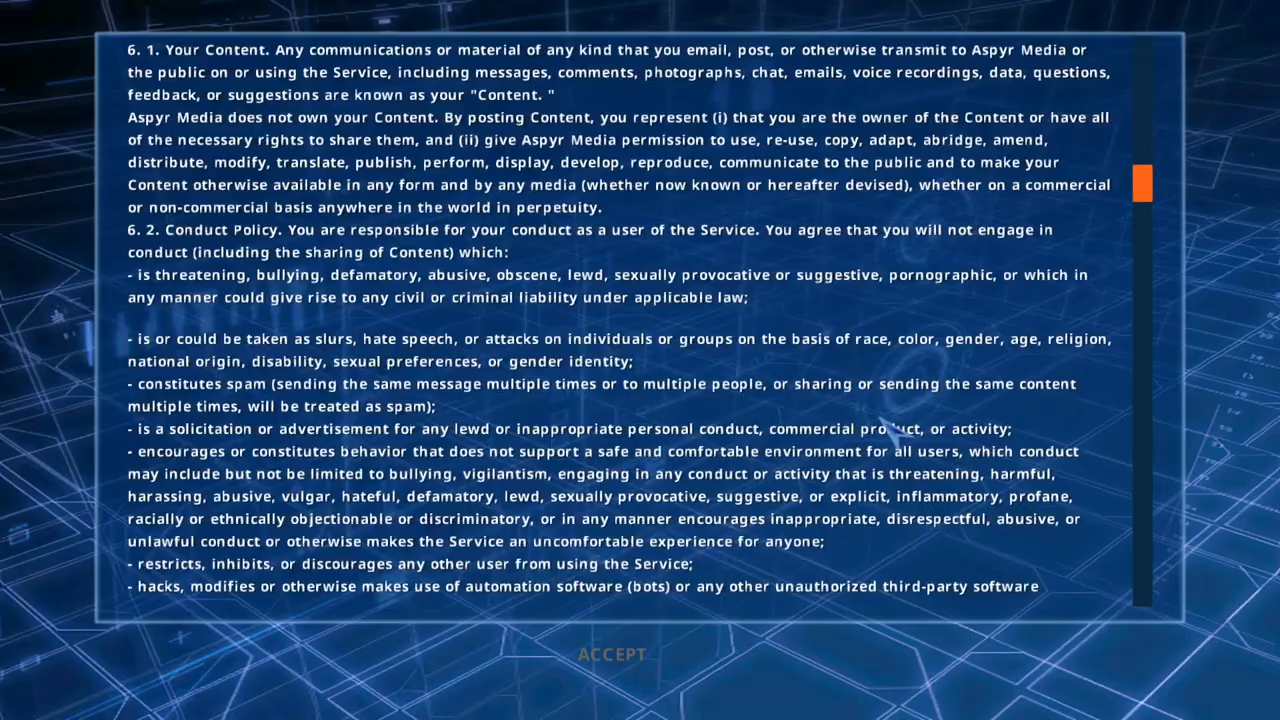 6. 1. Your Content. Any communications or material of any kind that you email, post, or otherwise transmit to Aspyr Media or
the public on or using the Service, including messages, comments, photographs, chat, emails, voice recordings, data, questions,
feedback, or suggestions are known as your "Content. "
Aspyr Media does not own your Content. By posting Content, you represent (i) that you are the owner of the Content or have all
of the necessary rights to share them, and (ii) give Aspyr Media permission to use, re-use, copy, adapt, abridge, amend,
distribute, modify, translate, publish, perform, display, develop, reproduce, communicate to the public and to make your
Content otherwise available in any form and by any media (whether now known or hereafter devised), whether on a commercial
or non-commercial basis anywhere in the world in perpetuity.
6. 2. Conduct Policy. You are responsible for your conduct as a user of the Service. You agree that you will not engage in
conduct (including the sharing of Content) which:
- is threatening, bullying, defamatory, abusive, obscene, lewd, sexually provocative or suggestive, pornographic, or which in
any manner could give rise to any civil or criminal liability under applicable law;
- is or could be taken as slurs, hate speech, or attacks on individuals or groups on the basis of race, color, gender, age, religion,
national origin, disability, sexual preferences, or gender identity;
- constitutes spam (sending the same message multiple times or to multiple people, or sharing or sending the same content
multiple times, will be treated as spam);
- is a solicitation or advertisement for any lewd or inappropriate personal conduct, commercial product, or activity;
- encourages or constitutes behavior that does not support a safe and comfortable environment for all users, which conduct
may include but not be limited to bullying, vigilantism, engaging in any conduct or activity that is threatening, harmful,
harassing, abusive, vulgar, hateful, defamatory, lewd, sexually provocative, suggestive, or explicit, inflammatory, profane,
racially or ethnically objectionable or discriminatory, or in any manner encourages inappropriate, disrespectful, abusive, or
unlawful conduct or otherwise makes the Service an uncomfortable experience for anyone;
- restricts, inhibits, or discourages any other user from using the Service;
- hacks, modifies or otherwise makes use of automation software (bots) or any other unauthorized third-party software
ACCEPT